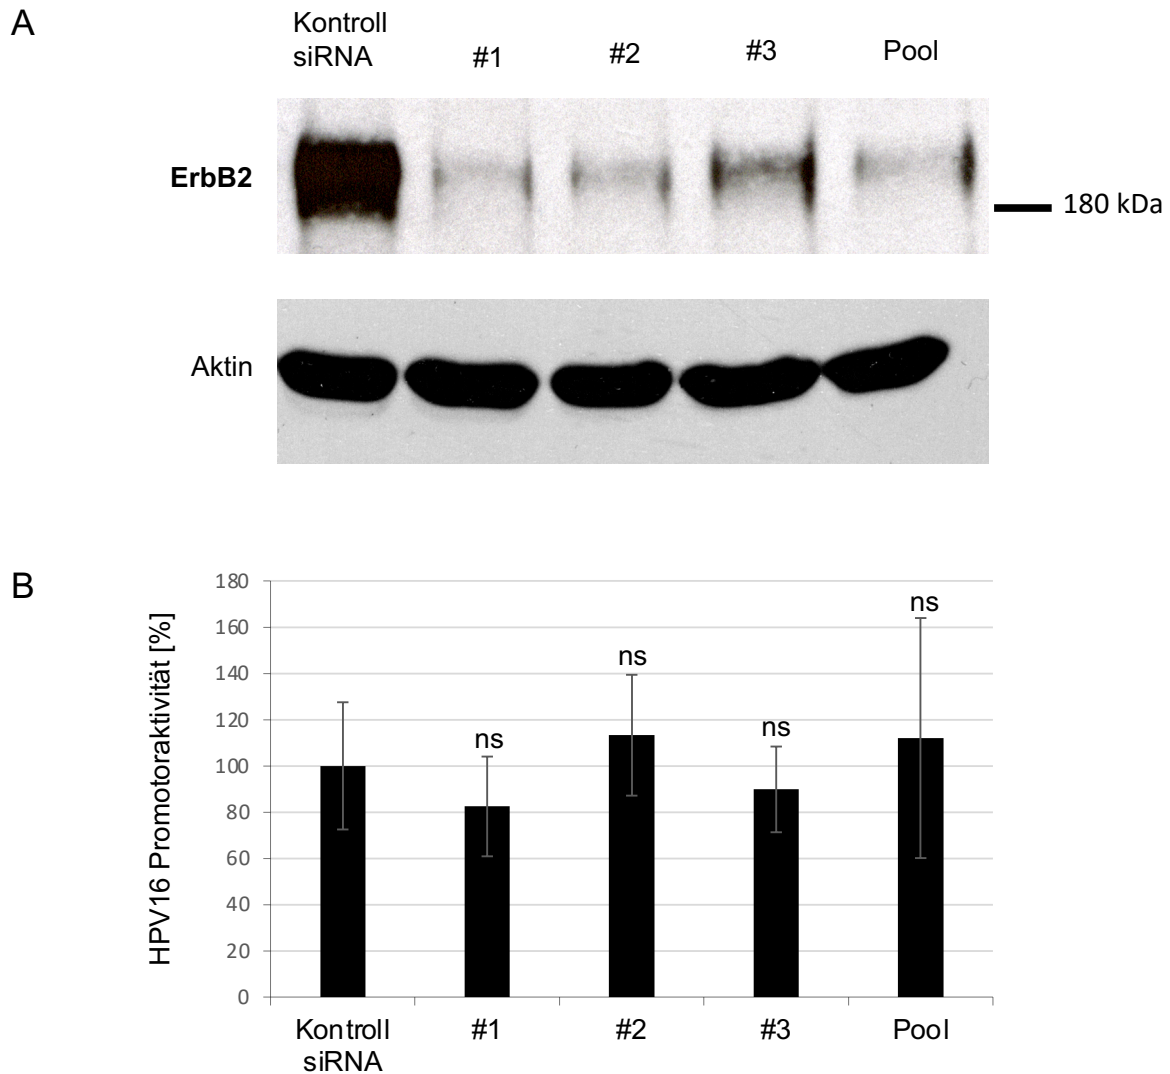 A
Kontroll
siRNA
#1
#2
#3
Pool
ErbB2
180 kDa
Aktin
B
HPV16 Promotoraktivität [%]
180
160
140
120
100
80
60
40
20
0
ns
ns
ns
ns
Kontroll
siRNA
#1
#2
#3
Pool